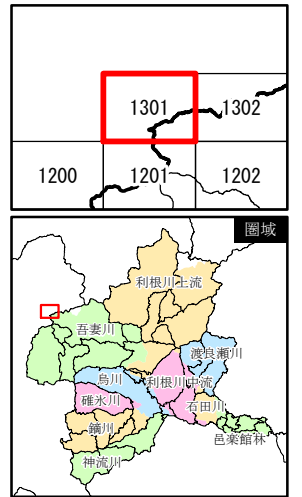 1301 1302
1200 1201 1202
圏域
利根川上流
吾妻川
渡良瀬川
烏川 利根川中流
碓氷川
石田川
鏑川
邑楽館林
神流川